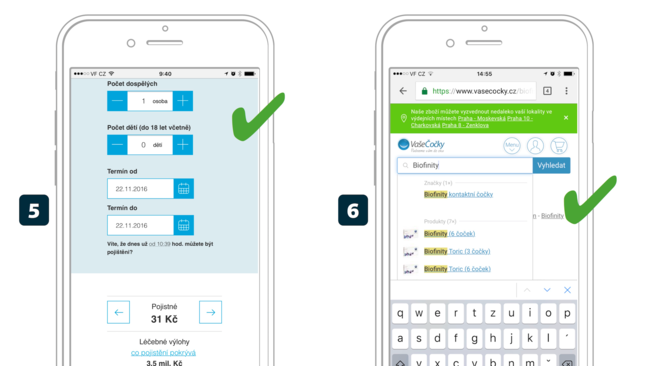 VF CZ 9:40
Počet dospělých
1 osoba
Počet dětí (do 18 let včetně)
0 dětí
Termín od
22.11.2016
Termín do
22.11.2016
Víte, že dnes už od 10:39 hod. můžete být
pojištěni?
Pojistné
31 Kč
Léčebné výlohy
co pojištění pokrývá
3,5 mil. Kč
5
VF CZ 14:55
https://www.vasecocky.cz/bio
4
Naše zboží můžete vyzvednout nedaleko vaší lokality ve
výdejních místech Praha - Moskevská Praha 10 -
Charkovská Praha 8 - Zenklova
VašeČočky
Menu
Biofinity
Vyhledat
Značky (1×)
Biofinity kontaktní čočky
n - Biofinity
Produkty (7×)
Biofinity (6 čoček)
Biofinity Toric (3 čočky)
Biofinity Toric (6 čoček)
q w e r t z u i o p
a s d f g h j k l ´
y x c v b n m ˇ
6